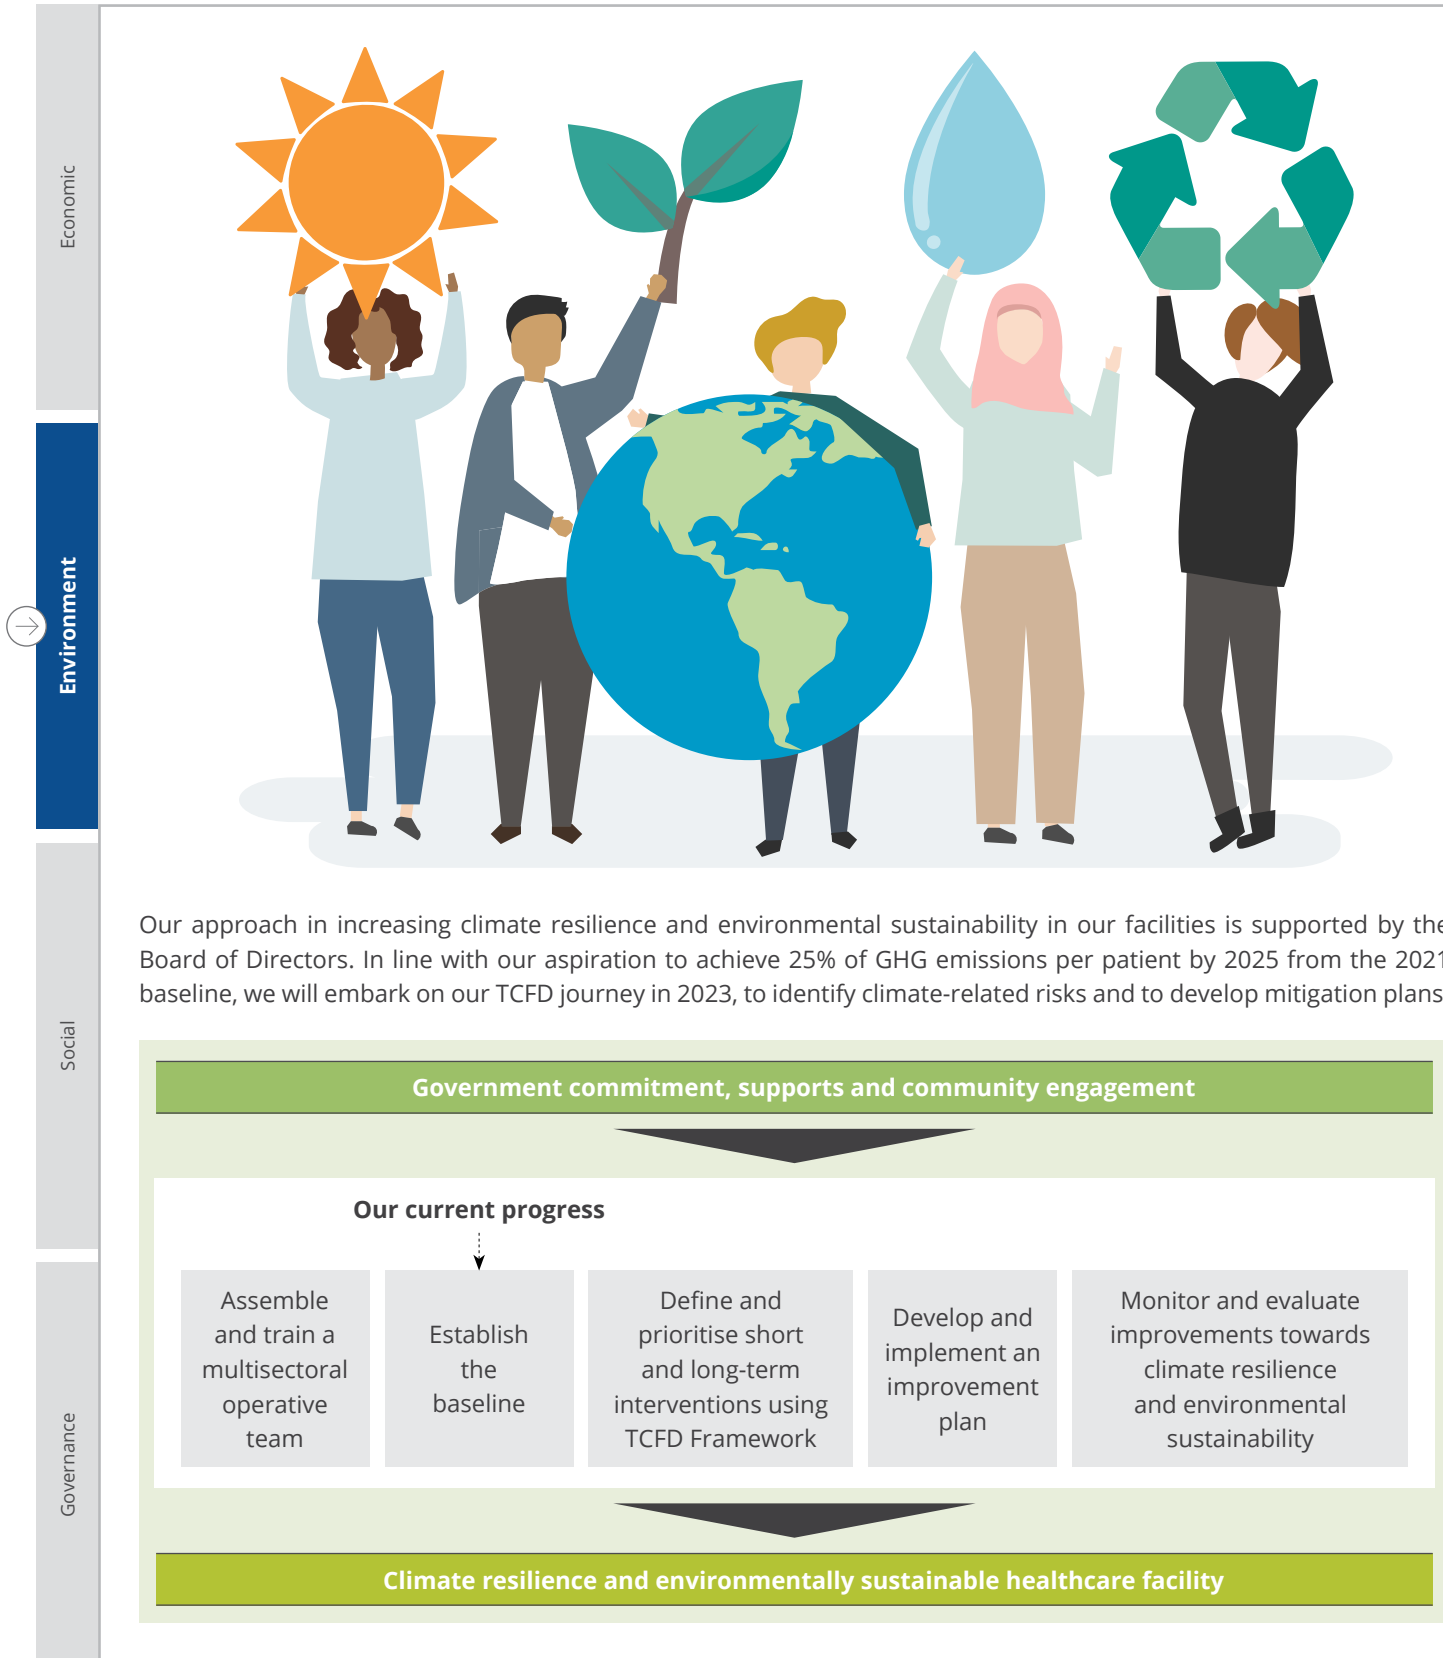 Economic
Environment
Social
Governance
Our approach in increasing climate resilience and environmental sustainability in our facilities is supported by the
Board of Directors. In line with our aspiration to achieve 25% of GHG emissions per patient by 2025 from the 2021
baseline, we will embark on our TCFD journey in 2023, to identify climate-related risks and to develop mitigation plans
Government commitment, supports and community engagement
Our current progress
Assemble
and train a
multisectoral
operative
team
Establish
the
baseline
Define and
prioritise short
and long-term
interventions using
TCFD Framework
Develop and
implement an
improvement
plan
Monitor and evaluate
improvements towards
climate resilience
and environmental
sustainability
Climate resilience and environmentally sustainable healthcare facility